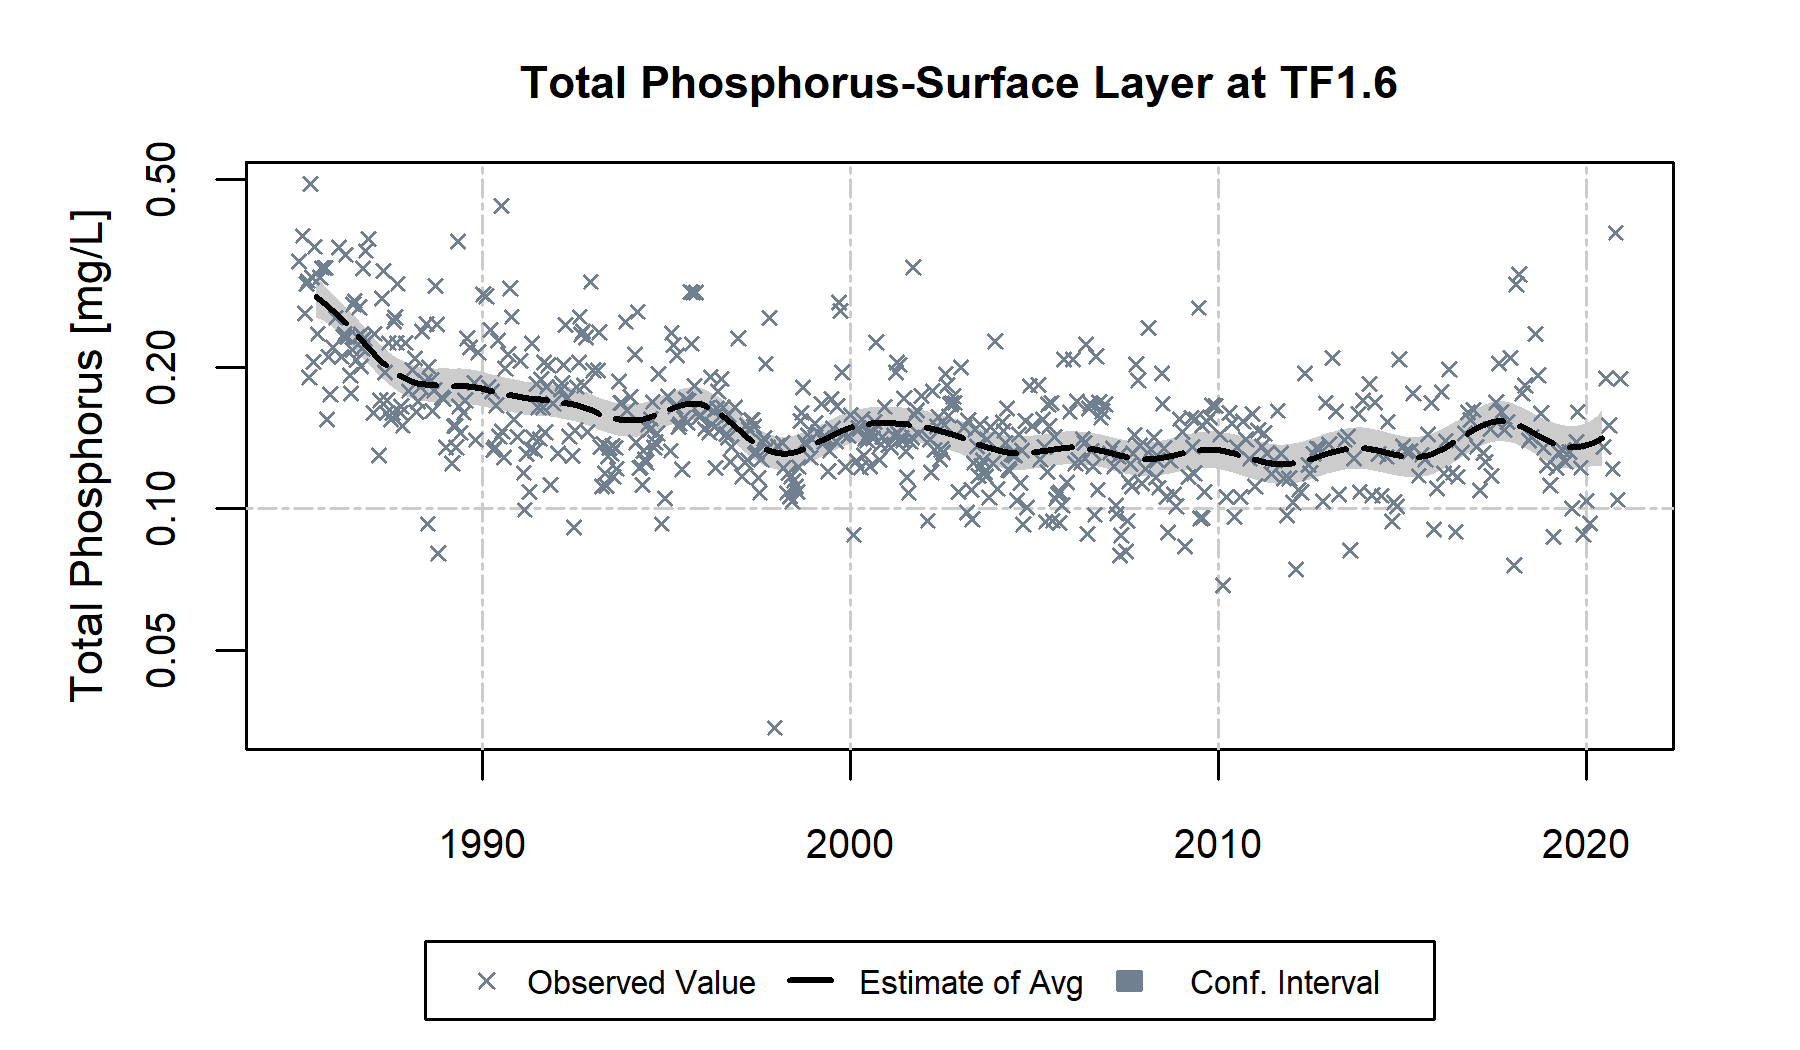 Total Phosphorus-Surface Layer at TF1.6
Total Phosphorus [mg/L]
0.50
0.20
0.10
0.05
1990 2000 2010 2020
Observed Value Estimate of Avg Conf. Interval